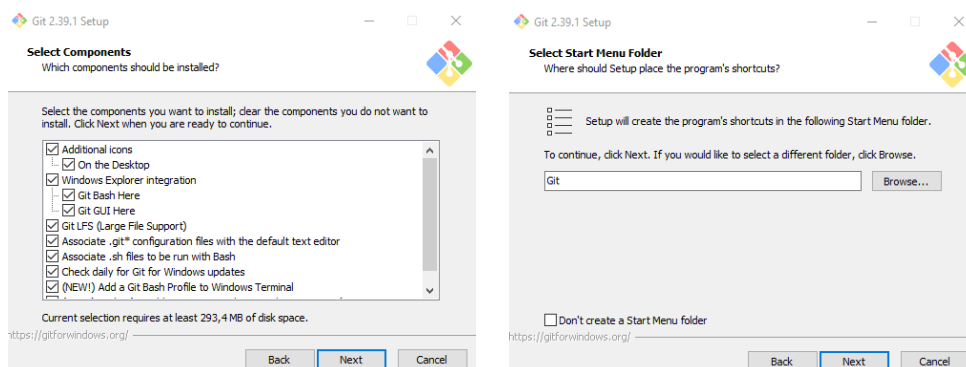 Git 2.39.1 Setup
Select Components
Which components should be installed?
Select the components you want to install; clear the components you do not want to
install. Click Next when you are ready to continue.
Additional icons
On the Desktop
Windows Explorer integration
Git Bash Here
Git GUI Here
Git LFS (Large File Support)
Associate .git* configuration files with the default text editor
Associate .sh files to be run with Bash
Check daily for Git for Windows updates
(NEW!) Add a Git Bash Profile to Windows Terminal
Current selection requires at least 293,4 MB of disk space.
https://gitforwindows.org/
Back
Next
Cancel
Git 2.39.1 Setup
Select Start Menu Folder
Where should Setup place the program's shortcuts?
Setup will create the program's shortcuts in the following Start Menu folder.
To continue, click Next. If you would like to select a different folder, click Browse.
Git
Browse...
Don't create a Start Menu folder
https://gitforwindows.org/
Back
Next
Cancel